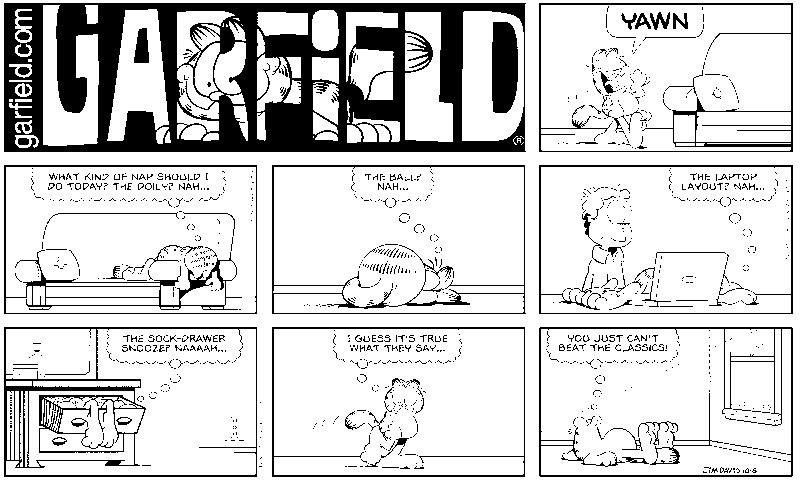 garfield.com
GARFiELD
®
YAWN
WHAT KIND OF NAP SHOULD I
DO TODAY? THE DOILY? NAH...
THE BALL?
NAH...
THE LAPTOP
LAYOUT? NAH...
THE SOCK-DRAWER
SNOOZE? NAAAAH...
I GUESS IT'S TRUE
WHAT THEY SAY...
YOU JUST CAN'T
BEAT THE CLASSICS!
JIM DAVIS 10-6